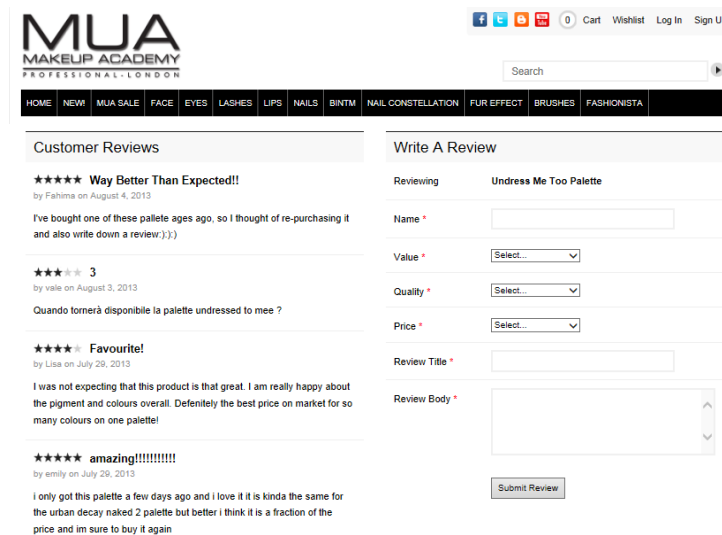 MUA
MAKEUP ACADEMY
PROFESSIONAL-LONDON
0 Cart Wishlist Log In Sign U
Search
HOME NEW! MUA SALE FACE EYES LASHES LIPS NAILS BINTM NAIL CONSTELLATION FUR EFFECT BRUSHES FASHIONISTA
Customer Reviews
Way Better Than Expected!!
by Fahima on August 4, 2013
I've bought one of these pallete ages ago, so I thought of re-purchasing it
and also write down a review:):):)
3
by vale on August 3, 2013
Quando tornerà disponibile la palette undressed to mee ?
Favourite!
by Lisa on July 29, 2013
I was not expecting that this product is that great. I am really happy about
the pigment and colours overall. Defenitely the best price on market for so
many colours on one palette!
amazing!!!!!!!!!!!
by emily on July 29, 2013
i only got this palette a few days ago and i love it it is kinda the same for
the urban decay naked 2 palette but better i think it is a fraction of the
price and im sure to buy it again
Write A Review
Reviewing Undress Me Too Palette
Name *
Value * Select...
Quality * Select...
Price * Select...
Review Title *
Review Body *
Submit Review